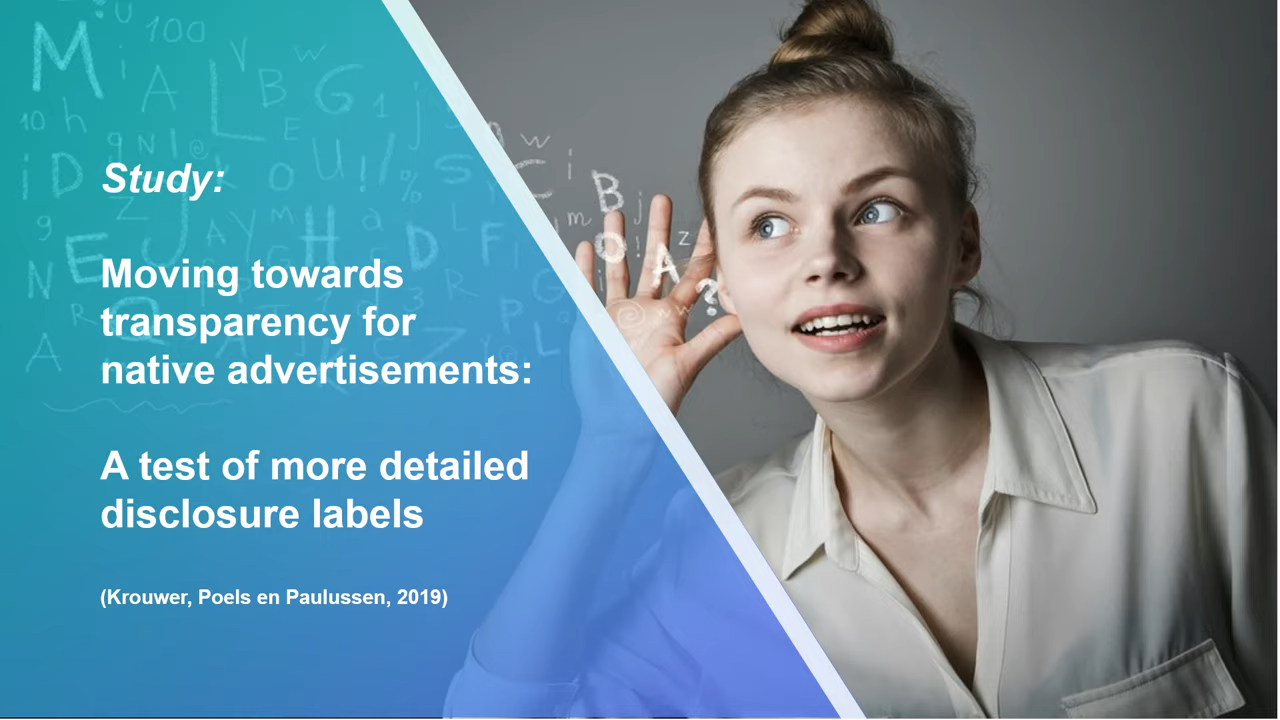 Study:
Moving towards
transparency for
native advertisements:
A test of more detailed
disclosure labels
(Krouwer, Poels en Paulussen, 2019)